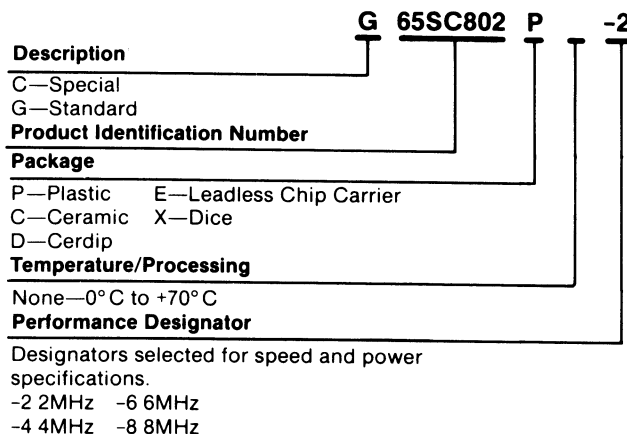 G 65SC802 P -2
Description
C—Special
G—Standard
Product Identification Number
Package
P—Plastic E—Leadless Chip Carrier
C—Ceramic X—Dice
D—Cerdip
Temperature/Processing
None—0°C to +70°C
Performance Designator
Designators selected for speed and power
specifications.
-2 2MHz -6 6MHz
-4 4MHz -8 8MHz